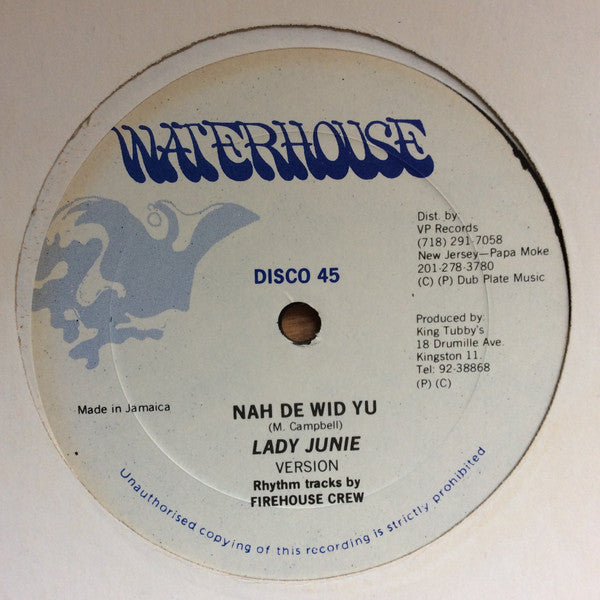 WATERHOUSE
Dist. by:
VP Records
(718) 291-7058
New Jersey—Papa Moke
201-278-3780
(C) (P) Dub Plate Music
DISCO 45
Produced by:
King Tubby's
18 Drumille Ave.
Kingston 11.
Tel: 92-38868
(P) (C)
Made in Jamaica
NAH DE WID YU
(M. Campbell)
LADY JUNIE
VERSION
Rhythm tracks by
FIREHOUSE CREW
Unauthorised copying of this recording is strictly prohibited